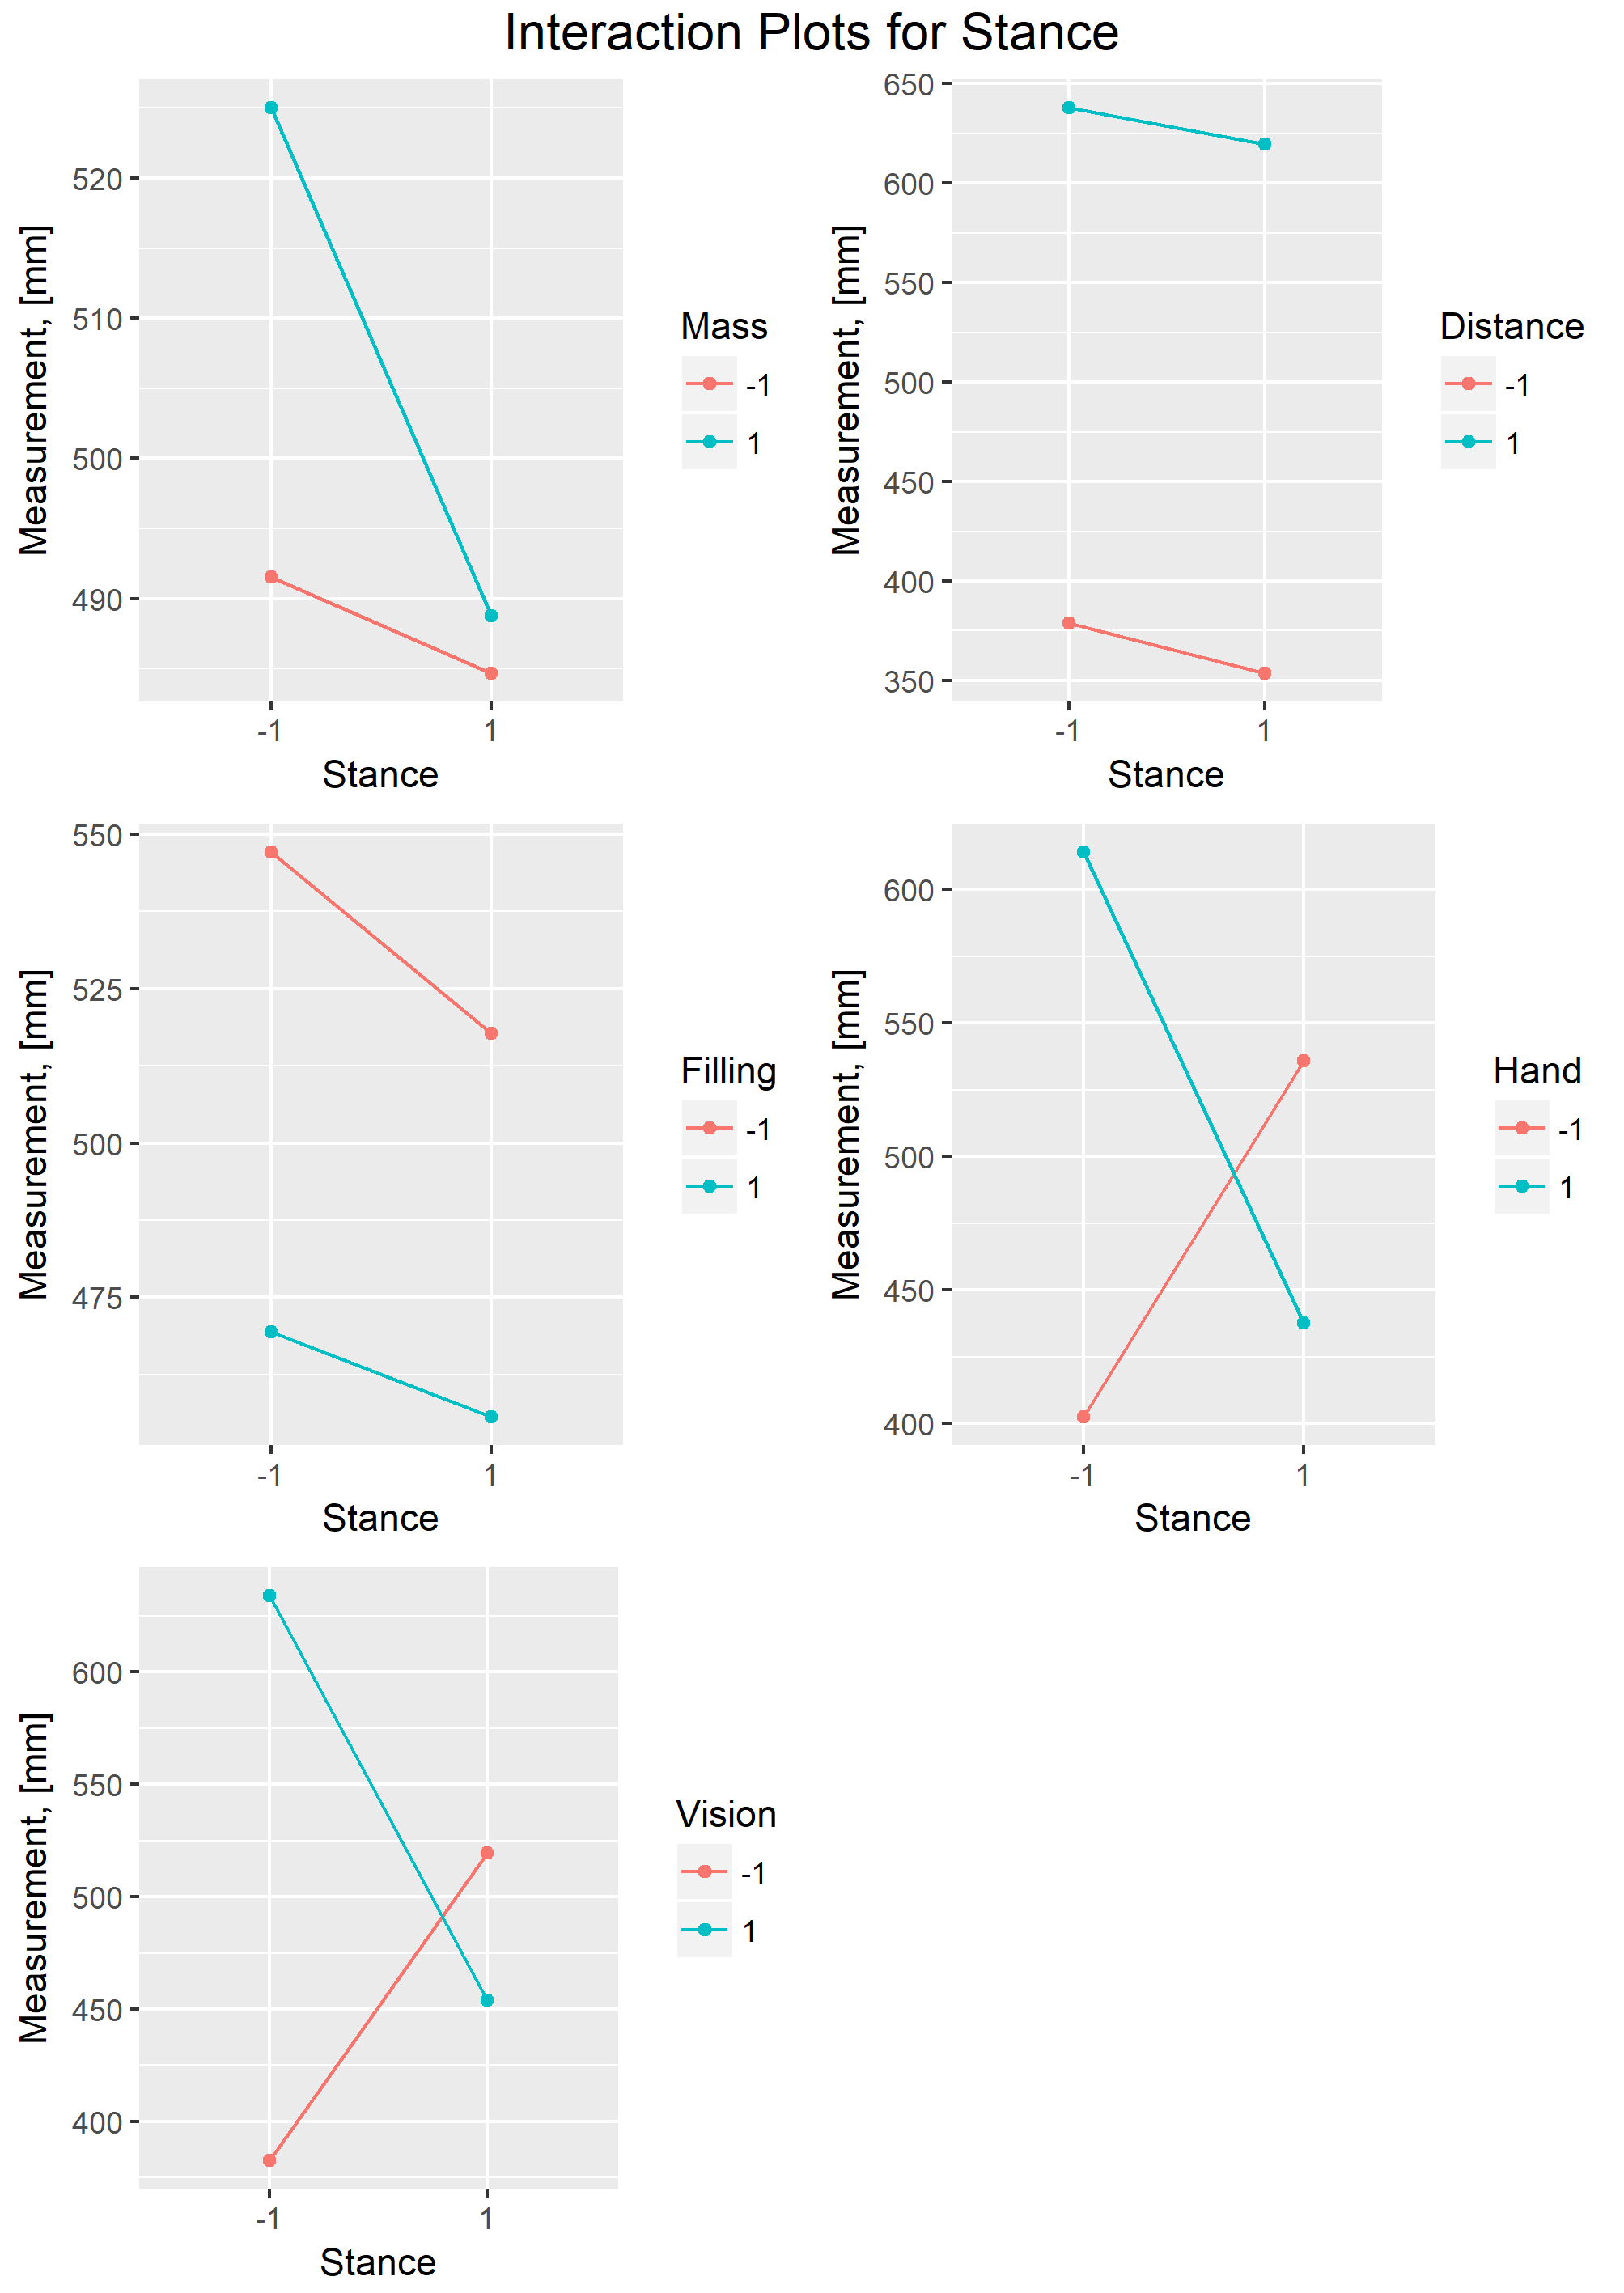 Interaction Plots for Stance
520
510
500
490
Measurement, [mm]
-1 1
Stance
Mass
-1
1
650
600
550
500
450
400
350
Measurement, [mm]
-1 1
Stance
Distance
-1
1
550
525
500
475
Measurement, [mm]
-1 1
Stance
Filling
-1
1
600
550
500
450
400
Measurement, [mm]
-1 1
Stance
Hand
-1
1
600
550
500
450
400
Measurement, [mm]
-1 1
Stance
Vision
-1
1